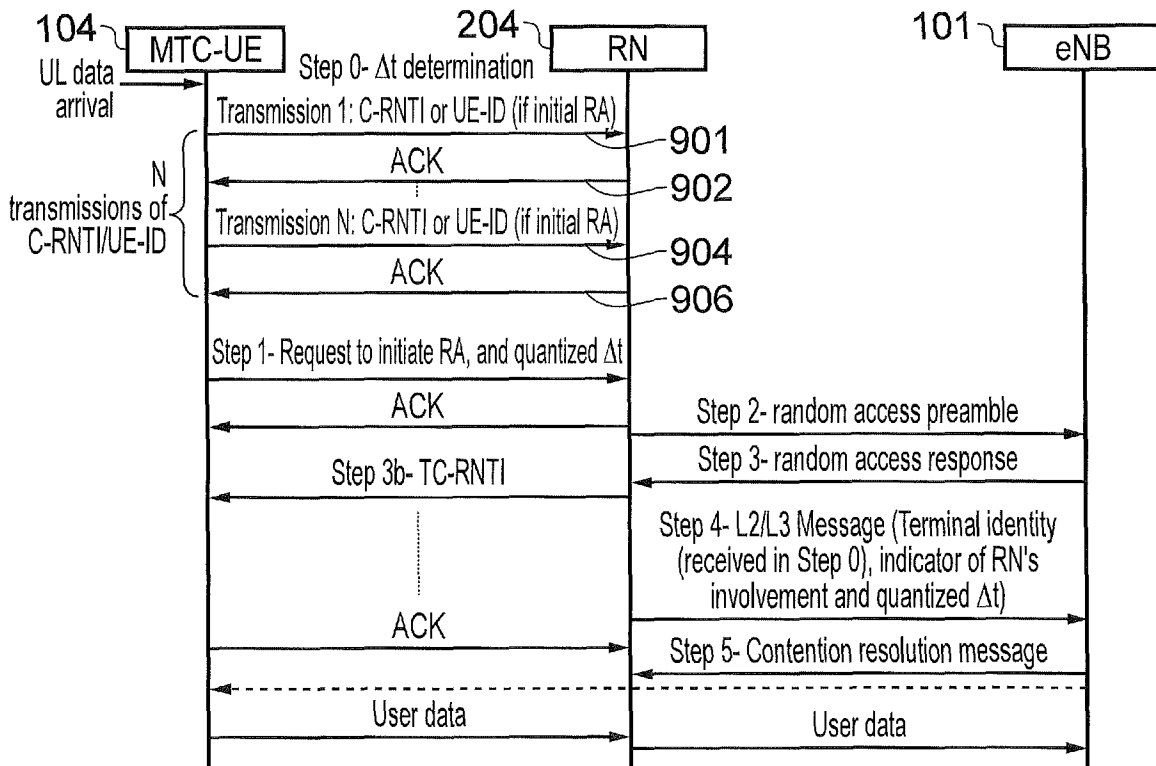 104
MTC-UE
204
RN
101
eNB
UL data
arrival
Step 0- Δt determination
Transmission 1: C-RNTI or UE-ID (if initial RA)
901
ACK
902
N
transmissions of
C-RNTI/UE-ID
Transmission N: C-RNTI or UE-ID (if initial RA)
904
ACK
906
Step 1- Request to initiate RA, and quantized Δt
ACK
Step 2- random access preamble
Step 3- random access response
Step 3b- TC-RNTI
Step 4- L2/L3 Message (Terminal identity
(received in Step 0), indicator of RN's
involvement and quantized Δt)
ACK
Step 5- Contention resolution message
User data
User data